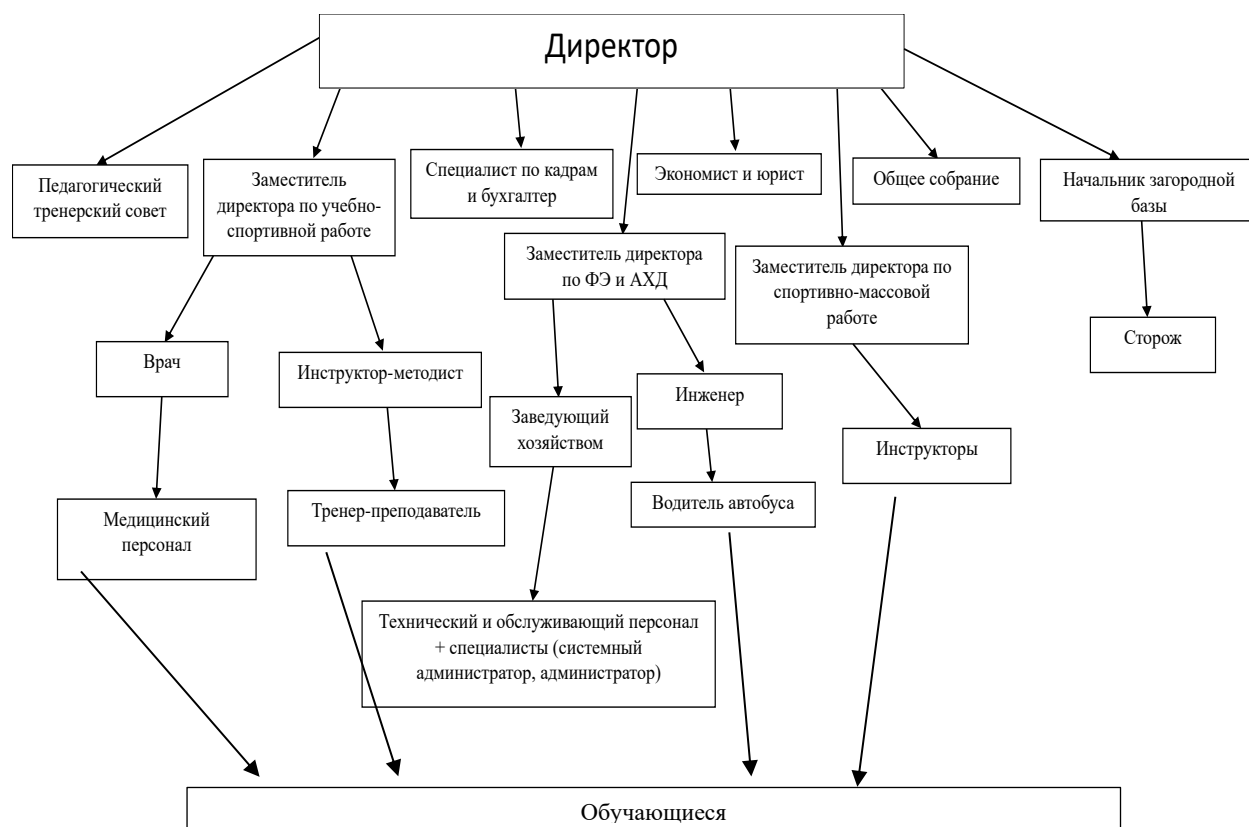 Директор
Педагогический
тренерский совет
Заместитель
директора по учебно-
спортивной работе
Специалист по кадрам
и бухгалтер
Экономист и юрист
Общее собрание
Начальник загородной
базы
Заместитель директора
по ФЭ и АХД
Заместитель директора по
спортивно-массовой
работе
Сторож
Врач
Инструктор-методист
Инженер
Заведующий
хозяйством
Инструкторы
Медицинский
персонал
Тренер-преподаватель
Водитель автобуса
Технический и обслуживающий персонал
+ специалисты (системный
администратор, администратор)
Обучающиеся